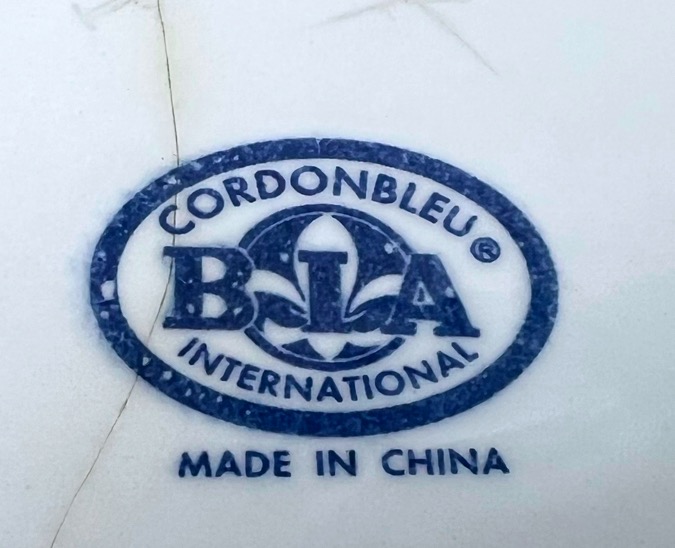 CORDONBLEU®
BIA
INTERNATIONAL
MADE IN CHINA